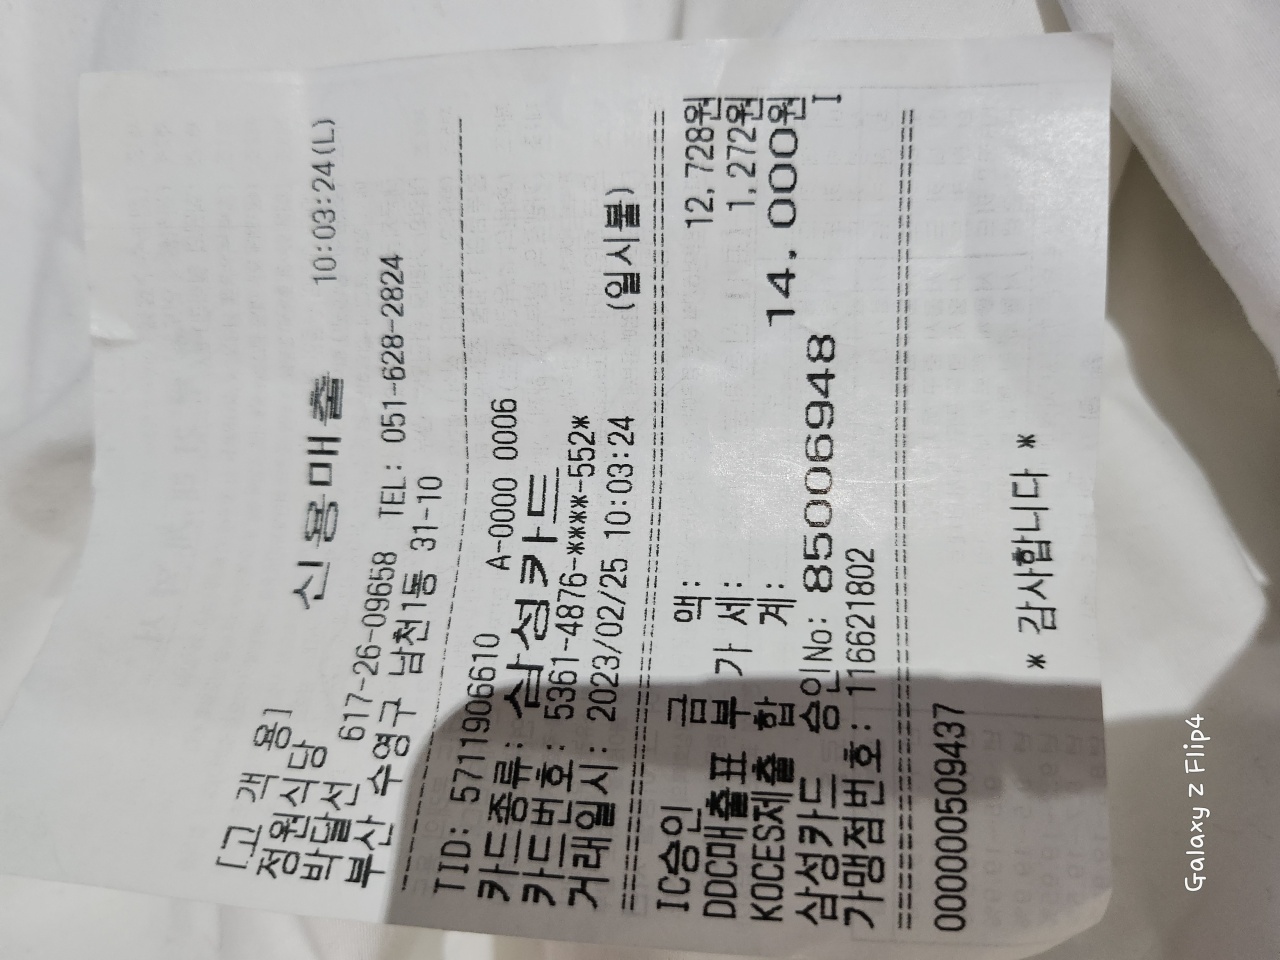 [고 객 용]
신용매출 10:03:24(L)
정원식당
박달선 617-26-09658 TEL: 051-628-2824
부산 수영구 남천1동 31-10
TID: 5711906610 A-0000 0006
카드종류: 삼성카드
카드번호: 5361-4876-****-552*
거래일시: 2023/02/25 10:03:24 (일시불)
IC승인 금 액: 12,728원
DDC매출표 부 가 세: 1,272원
KOCES제출 합 계: 14,000원
삼성카드 승인No: 85006948 I
가맹점번호: 116621802
000000509437
* 감사합니다 *
Galaxy Z Flip4